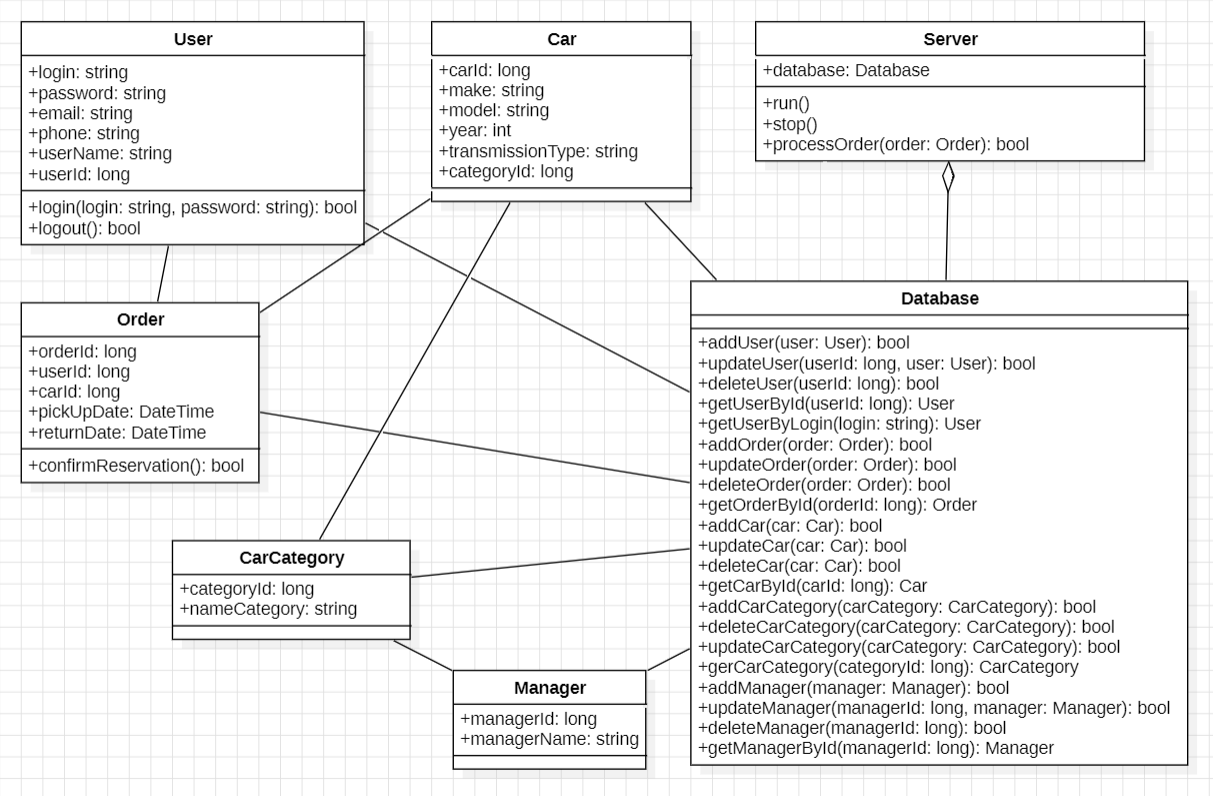 User
+login: string
+password: string
+email: string
+phone: string
+userName: string
+userId: long
+login(login: string, password: string): bool
+logout(): bool
Car
+carId: long
+make: string
+model: string
+year: int
+transmissionType: string
+categoryId: long
Server
+database: Database
+run()
+stop()
+processOrder(order: Order): bool
Order
+orderId: long
+userId: long
+carId: long
+pickUpDate: DateTime
+returnDate: DateTime
+confirmReservation(): bool
Database
+addUser(user: User): bool
+updateUser(userId: long, user: User): bool
+deleteUser(userId: long): bool
+getUserById(userId: long): User
+getUserByLogin(login: string): User
+addOrder(order: Order): bool
+updateOrder(order: Order): bool
+deleteOrder(order: Order): bool
+getOrderById(orderId: long): Order
+addCar(car: Car): bool
+updateCar(car: Car): bool
+deleteCar(car: Car): bool
+getCarById(carId: long): Car
+addCarCategory(carCategory: CarCategory): bool
+deleteCarCategory(carCategory: CarCategory): bool
+updateCarCategory(carCategory: CarCategory): bool
+gerCarCategory(categoryId: long): CarCategory
+addManager(manager: Manager): bool
+updateManager(managerId: long, manager: Manager): bool
+deleteManager(managerId: long): bool
+getManagerById(managerId: long): Manager
CarCategory
+categoryId: long
+nameCategory: string
Manager
+managerId: long
+managerName: string